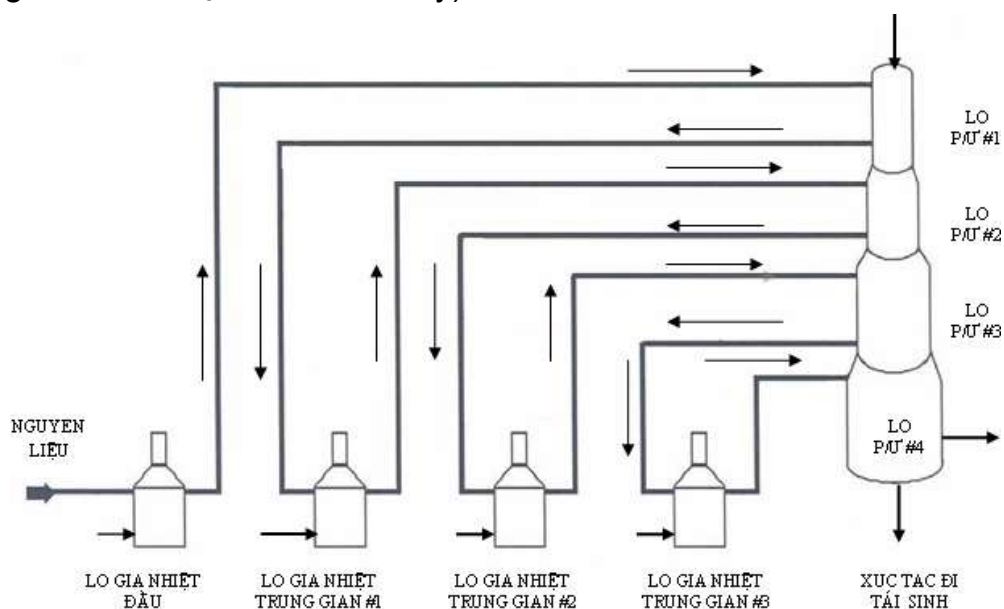 LO
P/Ư #1
LO
P/Ư #2
LO
P/Ư #3
NGUYEN
LIỆU
LO
P/Ư #4
LO GIA NHIỆT
ĐẦU
LO GIA NHIỆT
TRUNG GIAN #1
LO GIA NHIỆT
TRUNG GIAN #2
LO GIA NHIỆT
TRUNG GIAN #3
XUC TAC ĐI
TÁI SINH